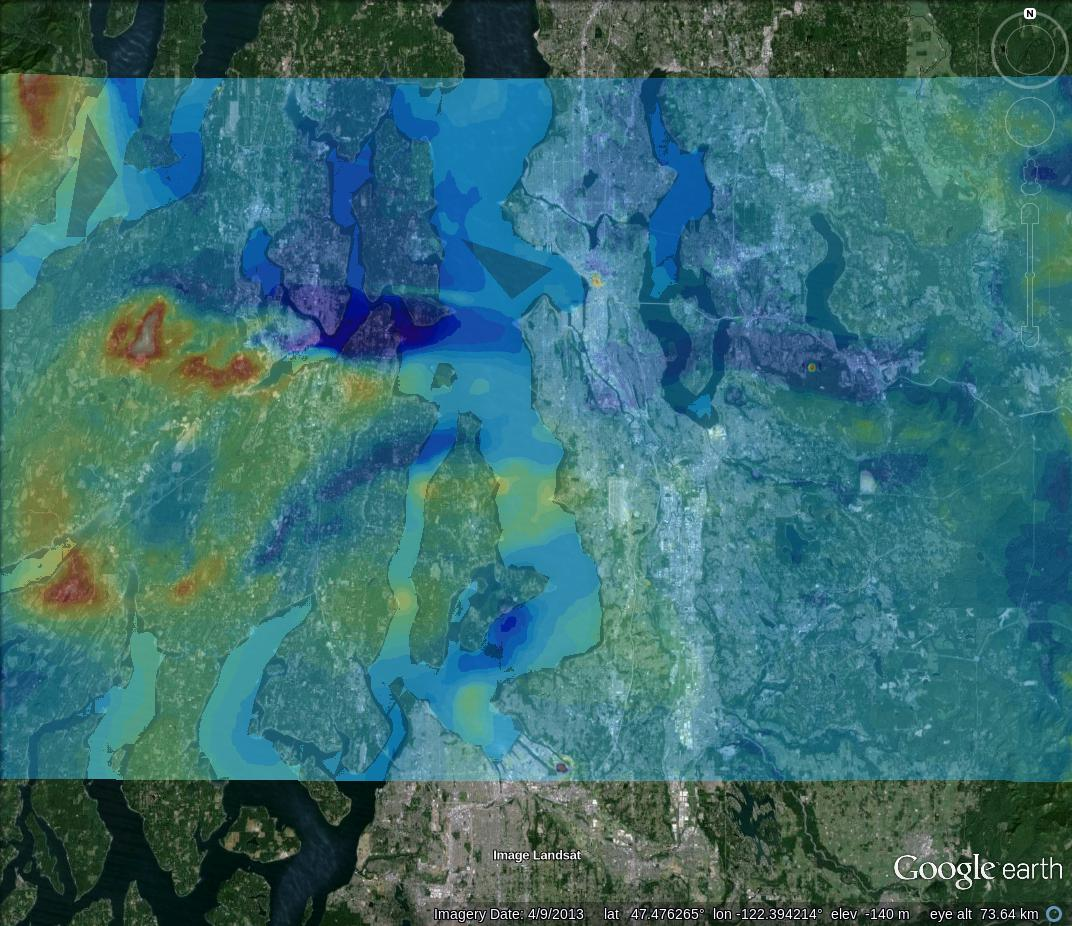 N
Image Landsat
Google earth
Imagery Date: 4/9/2013 lat 47.476265° lon -122.394214° elev -140 m eye alt 73.64 km